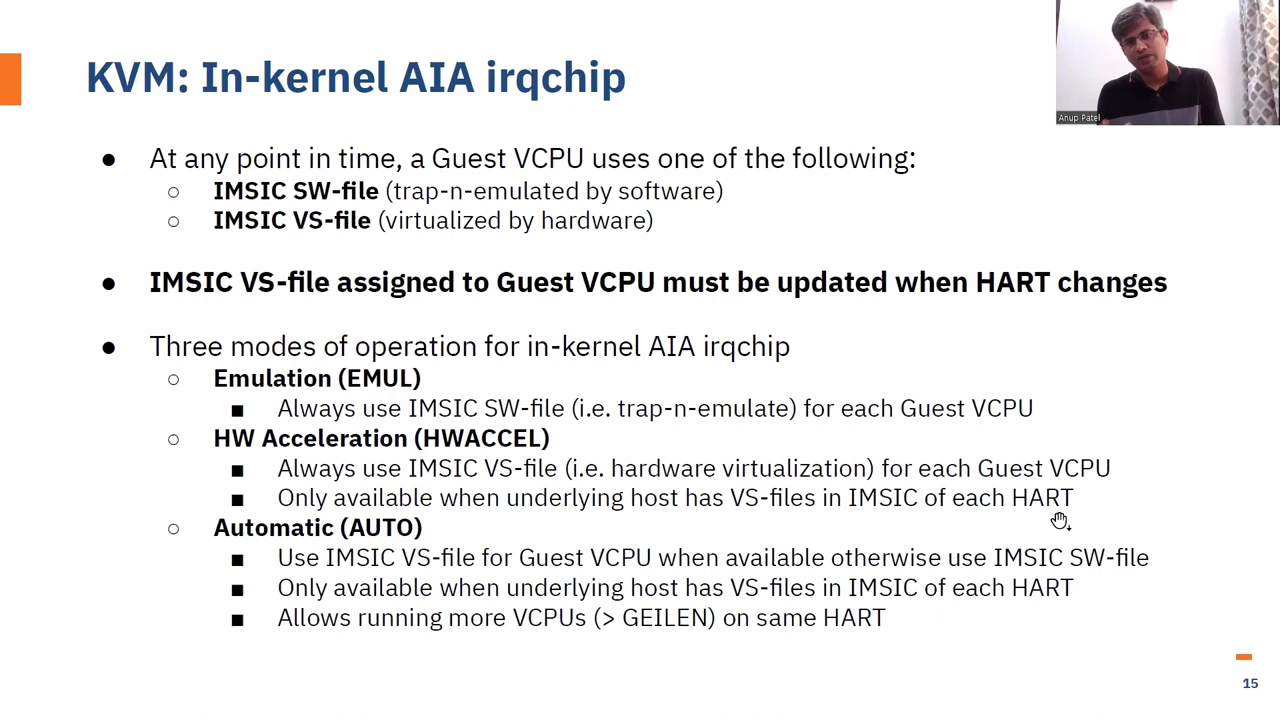 KVM: In-kernel AIA irqchip
Anup Patel
● At any point in time, a Guest VCPU uses one of the following:
○ IMSIC SW-file (trap-n-emulated by software)
○ IMSIC VS-file (virtualized by hardware)
● IMSIC VS-file assigned to Guest VCPU must be updated when HART changes
● Three modes of operation for in-kernel AIA irqchip
○ Emulation (EMUL)
■ Always use IMSIC SW-file (i.e. trap-n-emulate) for each Guest VCPU
○ HW Acceleration (HWACCEL)
■ Always use IMSIC VS-file (i.e. hardware virtualization) for each Guest VCPU
■ Only available when underlying host has VS-files in IMSIC of each HART
○ Automatic (AUTO)
■ Use IMSIC VS-file for Guest VCPU when available otherwise use IMSIC SW-file
■ Only available when underlying host has VS-files in IMSIC of each HART
■ Allows running more VCPUs (> GEILEN) on same HART
15